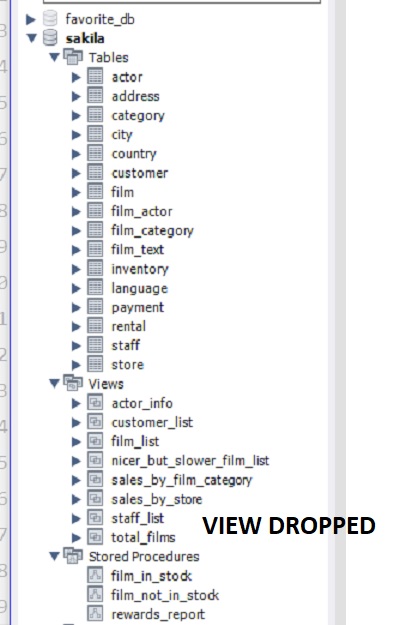 favorite_db
sakila
Tables
actor
address
category
city
country
customer
film
film_actor
film_category
film_text
inventory
language
payment
rental
staff
store
Views
actor_info
customer_list
film_list
nicer_but_slower_film_list
sales_by_film_category
sales_by_store
staff_list
VIEW DROPPED
total_films
Stored Procedures
film_in_stock
film_not_in_stock
rewards_report